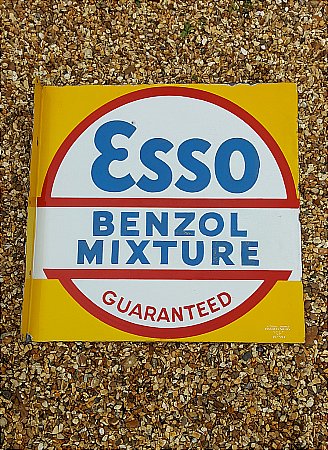 Esso
BENZOL
MIXTURE
GUARANTEED